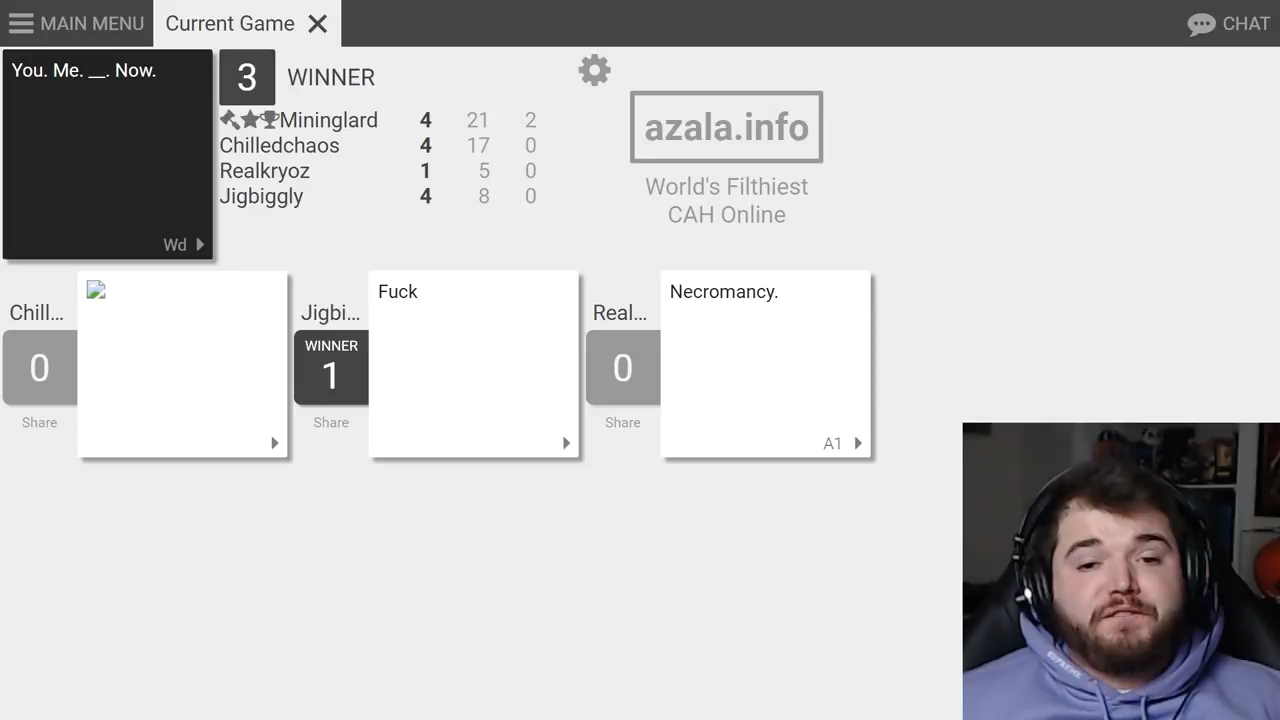 MAIN MENU
Current Game
CHAT
You. Me. __. Now.
Wd
3 WINNER
Mininglard 4 21 2
Chilledchaos 4 17 0
Realkryoz 1 5 0
Jigbiggly 4 8 0
azala.info
World's Filthiest
CAH Online
Chill...
0
Share
Jigbi...
WINNER
1
Share
Fuck
Real...
0
Share
Necromancy.
A1